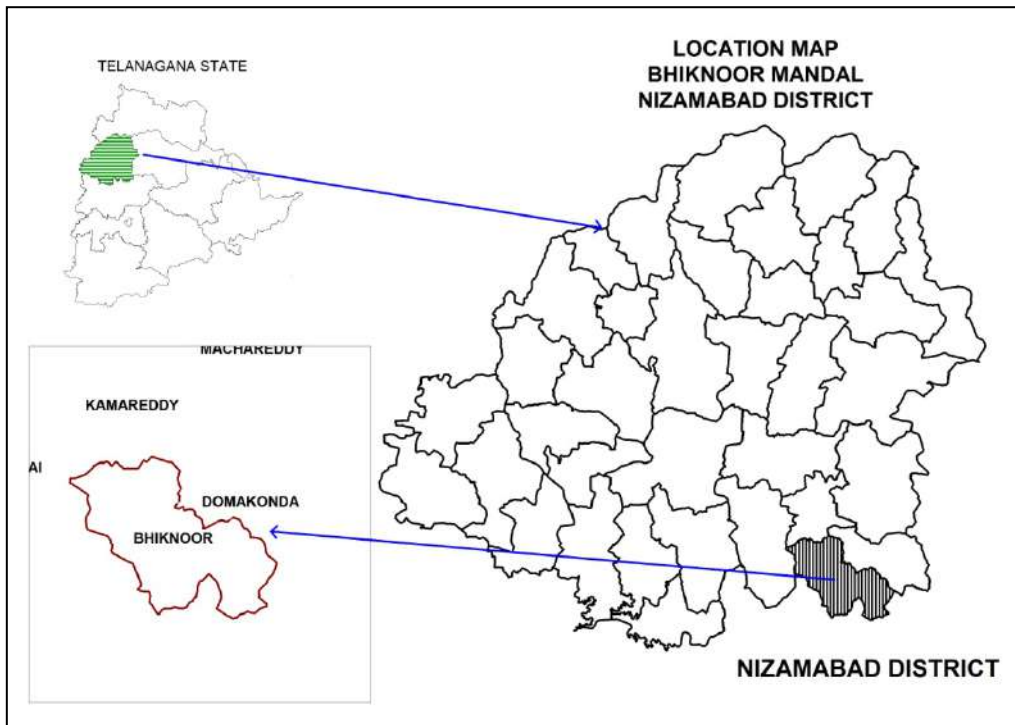 TELANAGANA STATE
LOCATION MAP
BHIKNOOR MANDAL
NIZAMABAD DISTRICT
MACHAREDDY
KAMAREDDY
AI
DOMAKONDA
BHIKNOOR
NIZAMABAD DISTRICT